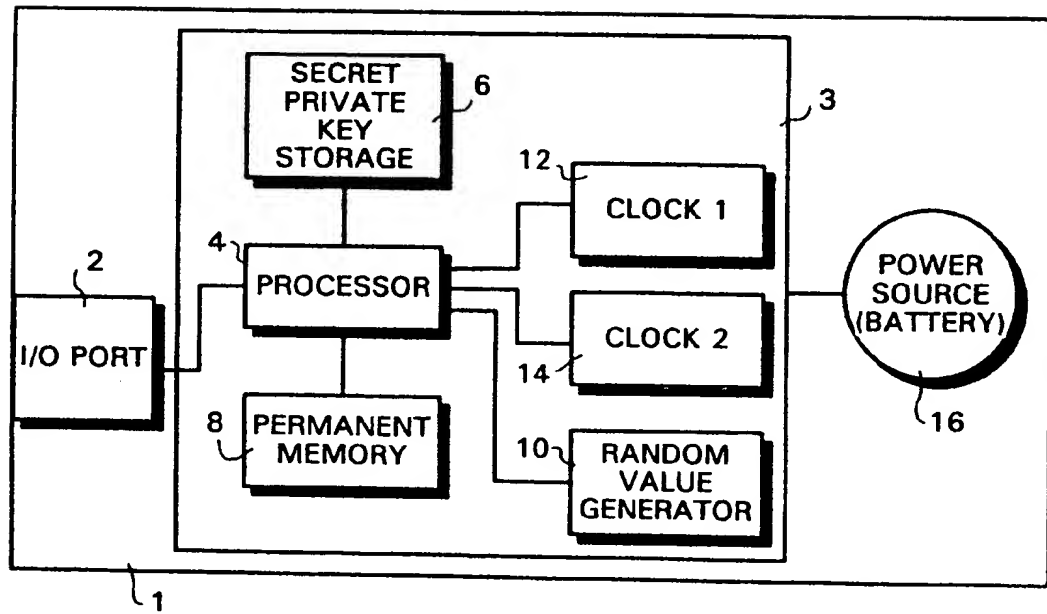 SECRET
PRIVATE
KEY
STORAGE
6
3
12
CLOCK 1
4
PROCESSOR
2
I/O PORT
CLOCK 2
14
POWER
SOURCE
(BATTERY)
16
8
PERMANENT
MEMORY
10
RANDOM
VALUE
GENERATOR
1